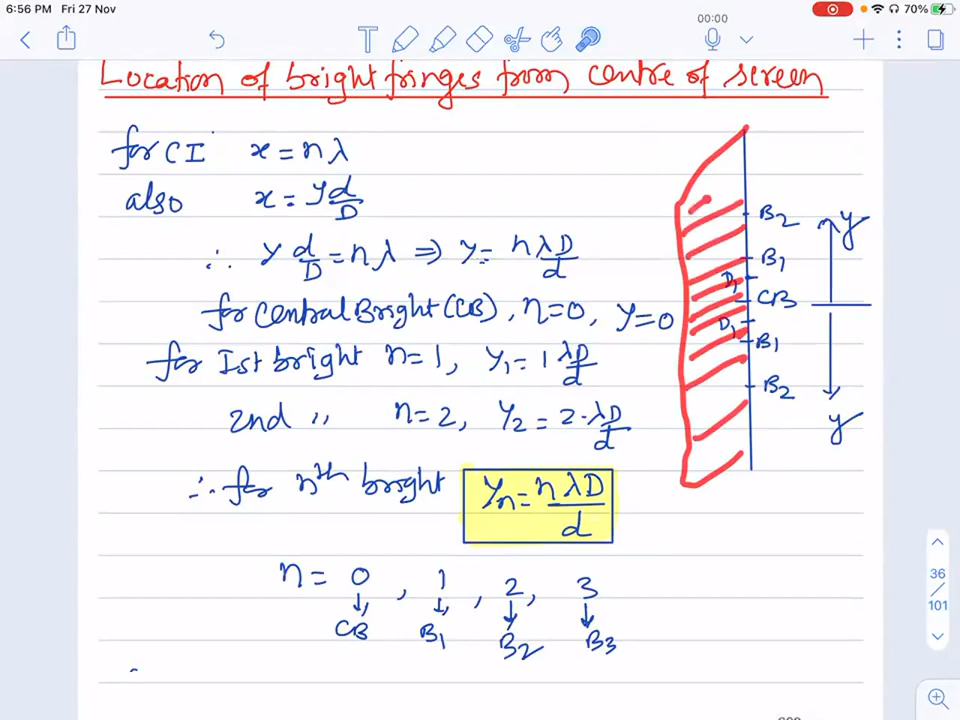 6:56 PM Fri 27 Nov
70%
00:00
Location of bright fringes from centre of screen
for CI x = nλ
also x = y d/D
∴ y d/D = nλ ⇒ y = nλD/d
for Central Bright (CB), n=0, y=0
for Ist bright n=1, y₁ = 1 λD/d
2nd ,, n=2, y₂ = 2·λD/d
∴ for nth bright yₙ = nλD/d
n = 0, 1, 2, 3
CB B₁ B₂ B₃
B₂
B₁
D₁
CB
D₁
B₁
B₂
y
y
36
/
101